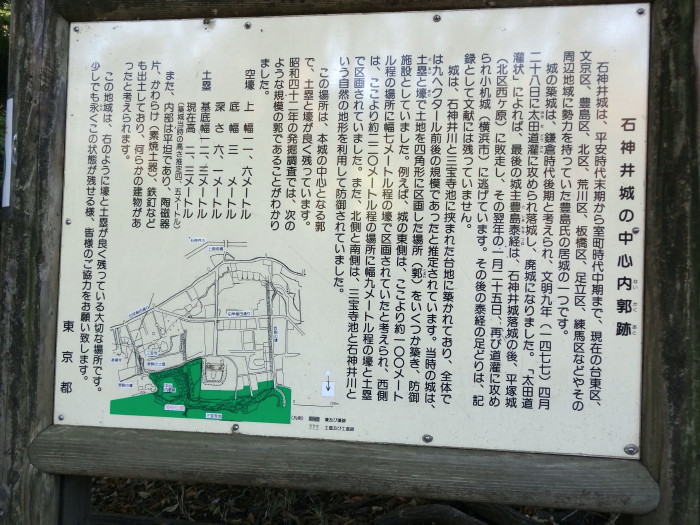 石神井城の中心内郭跡
ないかくあと
石神井城は、平安時代末期から室町時代中期まで、現在の台東区、
文京区、豊島区、北区、荒川区、板橋区、足立区、練馬区などやその
周辺地域に勢力を持っていた豊島氏の居城の一つです。
城の築城は、鎌倉時代後期と考えられ、文明九年(一四七七)四月
二十八日に太田道灌に攻められ落城し、廃城になりました。「太田道
灌状」によれば、最後の城主豊島泰経は、石神井城落城の後、平塚城
(北区西ヶ原)に敗走し、その翌年の一月二十五日、再び道灌に攻め
られ小机城(横浜市)に逃げています。その後の泰経の足どりは、記
録として文献には残っていません。
城は、石神井川と三宝寺池に挟まれた台地に築かれており、全体で
は九ヘクタール前後の規模であったと推定されています。当時の城は、
土塁と壕で土地を四角形に区画した場所(郭)をいくつか築き、防御
施設としていました。例えば、城の東側は、ここより約一〇〇メート
ル程の場所に幅七メートル程の壕で区画されていたと考えられ、西側
は、ここより約二二〇メートル程の場所に幅九メートル程の壕と土塁
で区画されていました。また、北側と南側は、三宝寺池と石神井川と
いう自然の地形を利用して防御されていました。
この場所は、本城の中心となる郭
で、土塁と壕が良く残っています。
昭和四十二年の発掘調査では、次の
ような規模の郭であることがわかり
ました。
空壕 上幅一一、六メートル
底幅 三 メートル
深さ 六、一メートル
土塁 基底幅一二、三メートル
現在高 二、三メートル
また、内部は平坦であり、陶磁器
片、かわらけ(素焼土器)、鉄釘など
も出土しており、何らかの建物があ
ったと考えられます。
この地域は、右のように壕と土塁が良く残っている大切な場所です。
少しでも永くこの状態が残せる様、皆様のご協力をお願い致します。
東京都